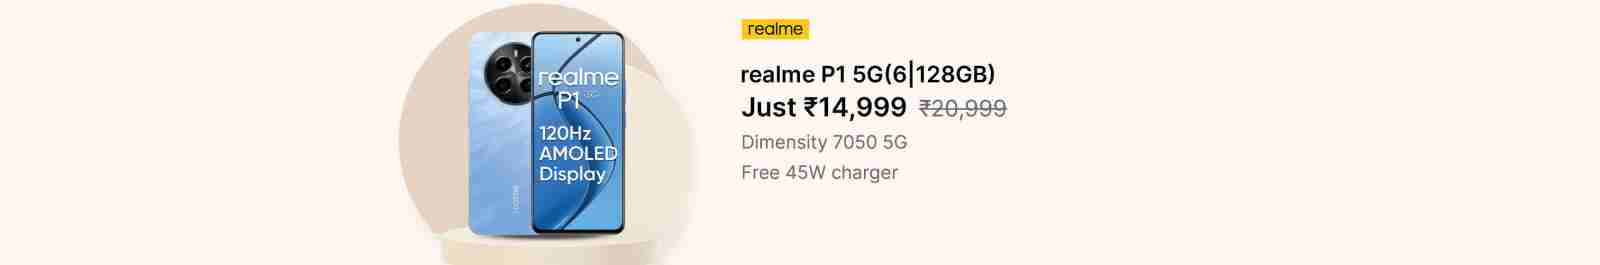 realme
P1 5G
120Hz
AMOLED
Display
realme
realme
realme P1 5G(6|128GB)
Just ₹14,999 ₹20,999
Dimensity 7050 5G
Free 45W charger